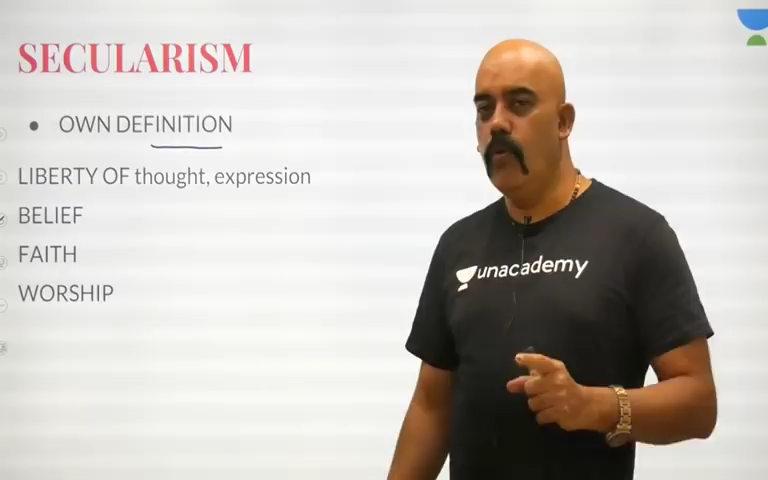 SECULARISM
• OWN DEFINITION
LIBERTY OF thought, expression
BELIEF
FAITH
WORSHIP
unacademy